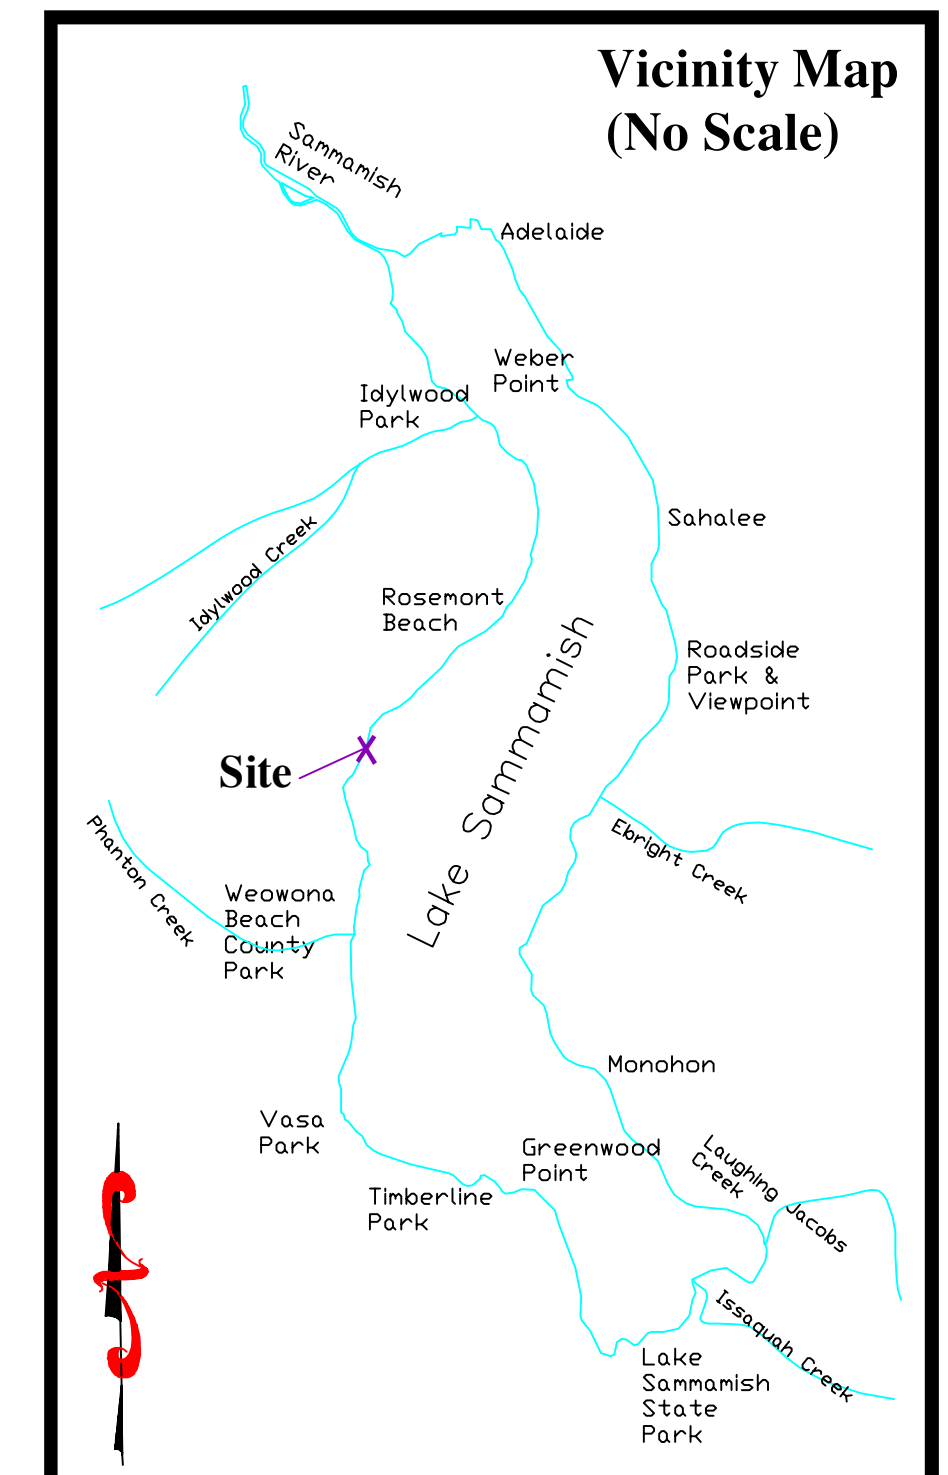 Vicinity Map
(No Scale)
Sammamish
River
Adelaide
Weber
Point
Idylwood
Park
Sahalee
Idylwood Creek
Rosemont
Beach
Roadside
Park &
Viewpoint
Lake Sammamish
Site
Ebright Creek
Phanton Creek
Weowona
Beach
County
Park
Monohon
Vasa
Park
Greenwood
Point
Laughing Jacobs
Creek
Timberline
Park
Issaquah Creek
Lake
Sammamish
State
Park